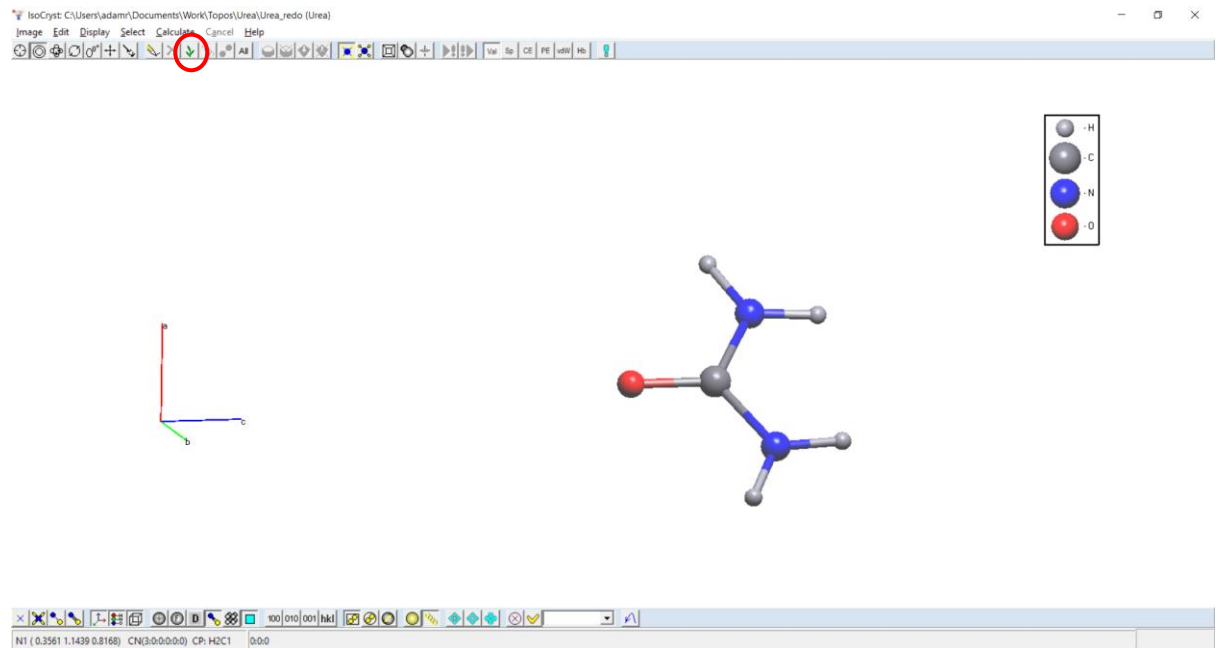 IsoCryst: C:\Users\adamr\Documents\Work\Topos\Urea\Urea_redo (Urea)
Image Edit Display Select Calculate Cancel Help
All Val Sp CE PE vdW Hb
-H
-C
-N
-O
a
c
b
D 100 010 001 hkl
N1 ( 0.3561 1.1439 0.8168) CN(3:0:0:0:0:0) CP: H2C1 0:0:0